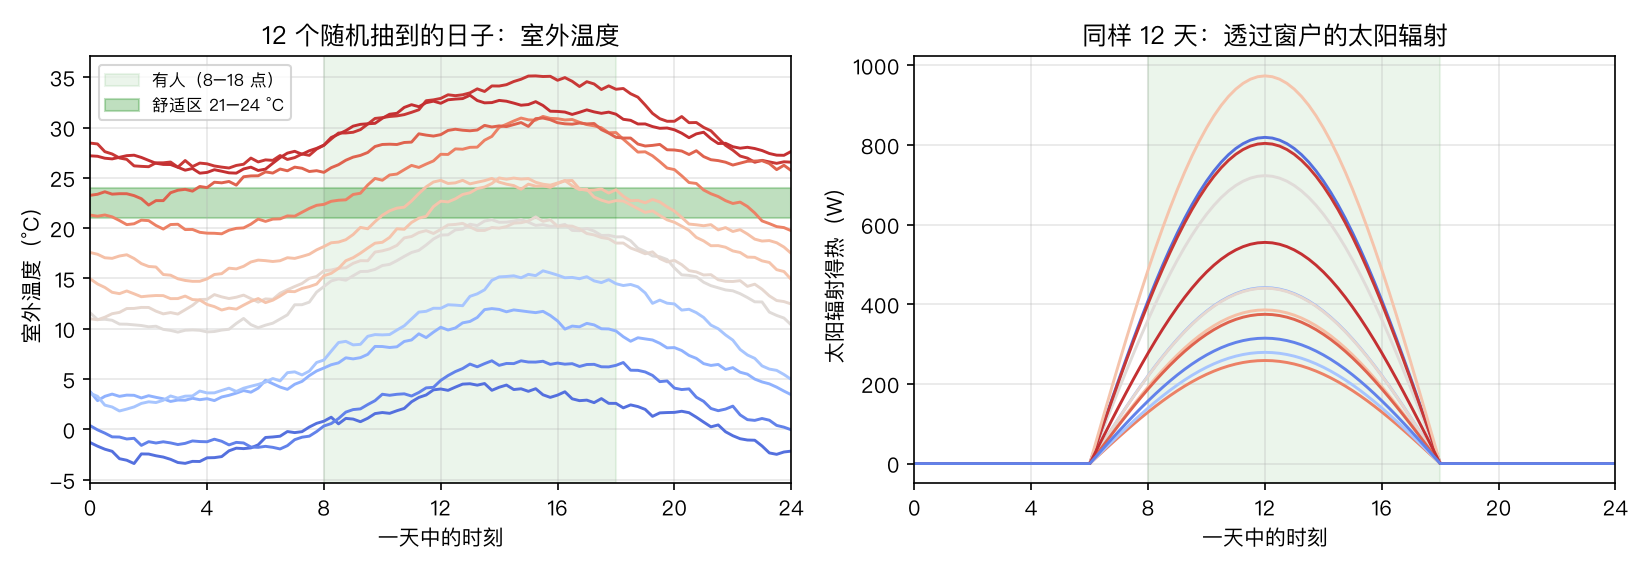 12 个随机抽到的日子：室外温度
有人（8—18 点）
舒适区 21—24 °C
35
30
25
20
15
10
5
0
−5
室外温度（°C）
0 4 8 12 16 20 24
一天中的时刻
同样 12 天：透过窗户的太阳辐射
1000
800
600
400
200
0
太阳辐射得热（W）
0 4 8 12 16 20 24
一天中的时刻